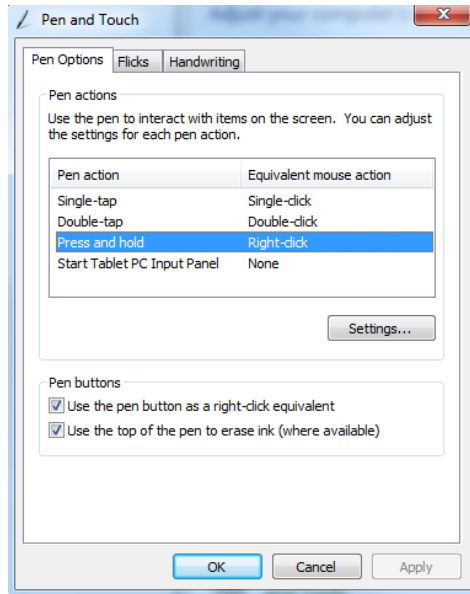 Pen and Touch
Pen Options Flicks Handwriting
Pen actions
Use the pen to interact with items on the screen. You can adjust
the settings for each pen action.
Pen action Equivalent mouse action
Single-tap Single-click
Double-tap Double-click
Press and hold Right-click
Start Tablet PC Input Panel None
Settings...
Pen buttons
Use the pen button as a right-click equivalent
Use the top of the pen to erase ink (where available)
OK Cancel Apply